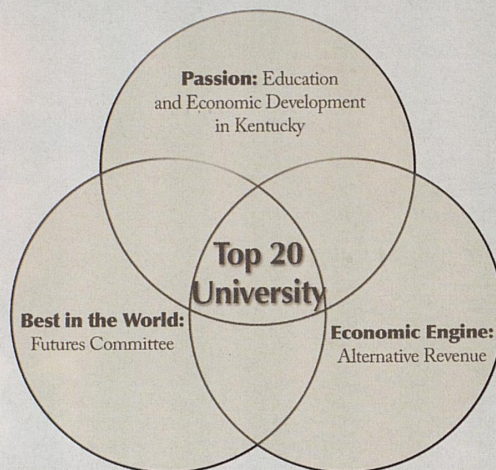 Passion: Education
and Economic Development
in Kentucky
Top 20
University
Best in the World:
Futures Committee
Economic Engine:
Alternative Revenue